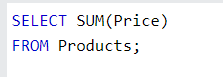 SELECT SUM(Price)
FROM Products;